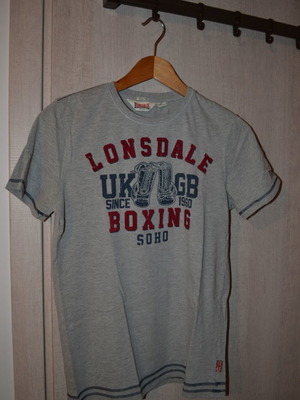 LONSDALE
UK GB
SINCE 1960
BOXING
SOHO